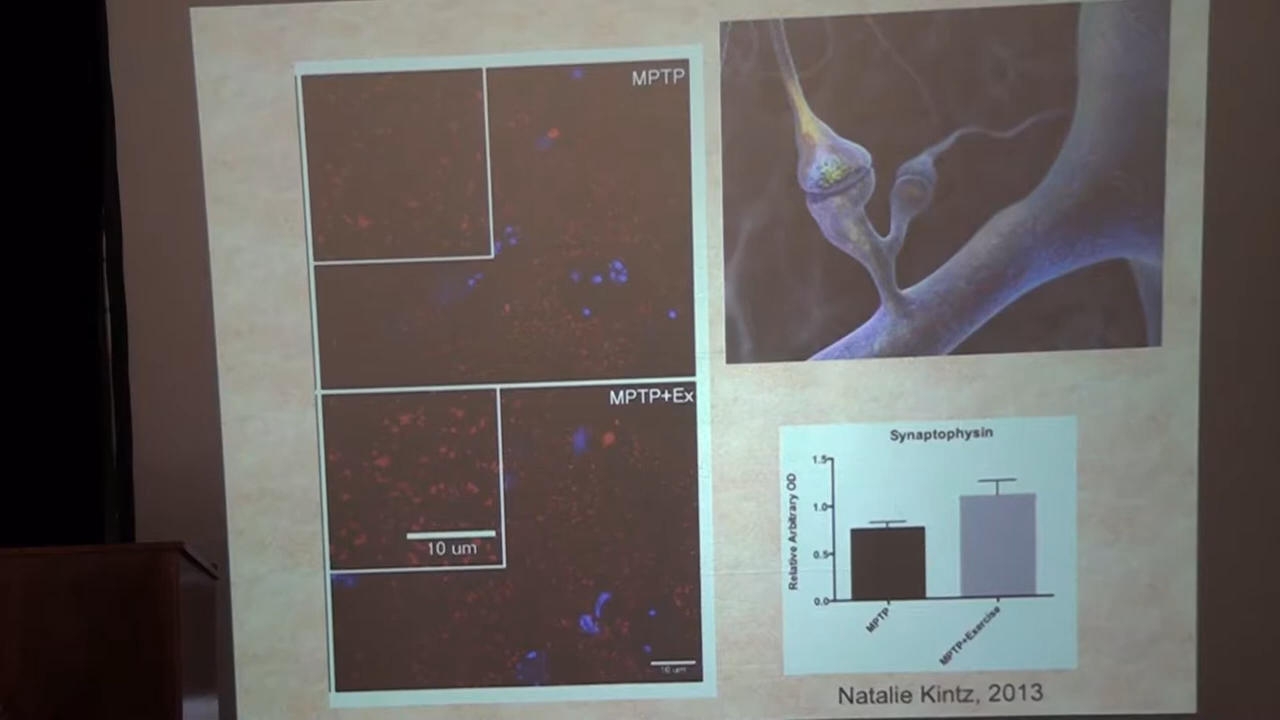 MPTP
MPTP+Ex
10 um
10 um
Synaptophysin
Relative Arbitrary OD
1.5
1.0
0.5
0.0
MPTP
MPTP+Exercise
Natalie Kintz, 2013